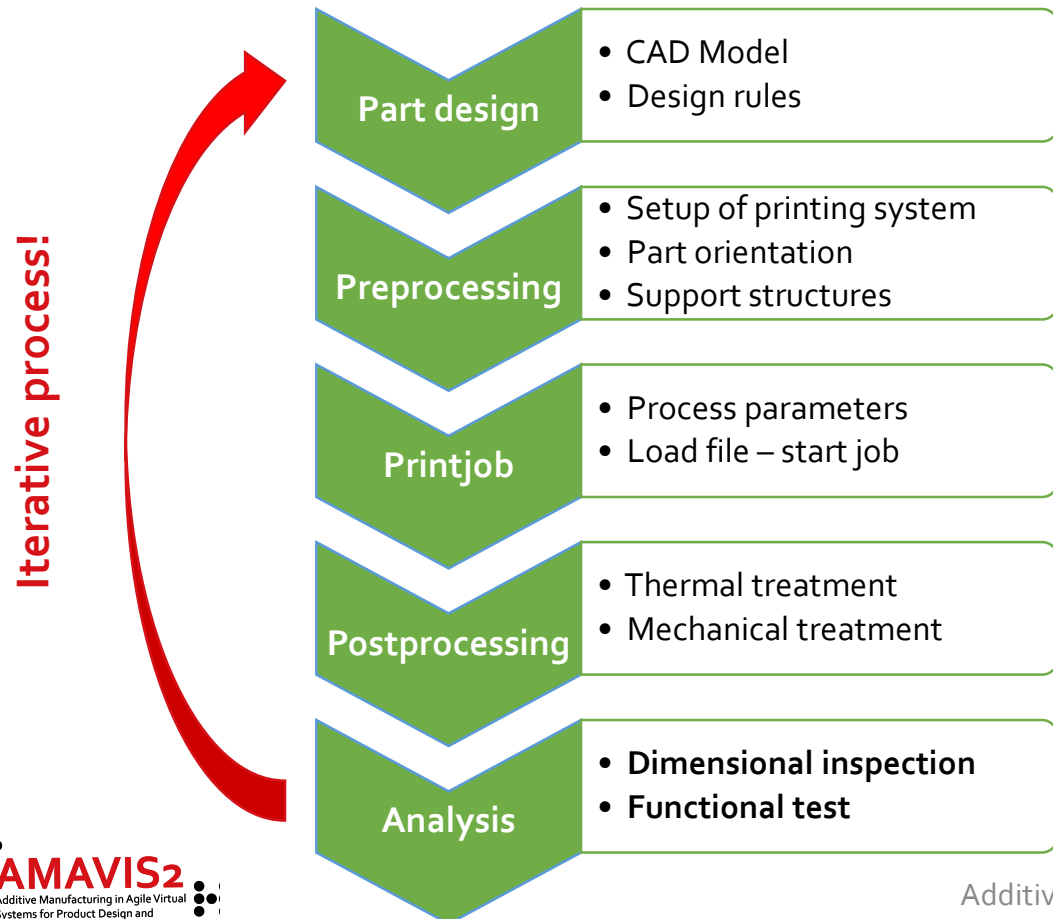 Iterative process!
Part design
• CAD Model
• Design rules
Preprocessing
• Setup of printing system
• Part orientation
• Support structures
Printjob
• Process parameters
• Load file – start job
Postprocessing
• Thermal treatment
• Mechanical treatment
Analysis
• Dimensional inspection
• Functional test
AMAVIS2
Additive Manufacturing in Agile Virtual
Systems for Product Design and
Additiv